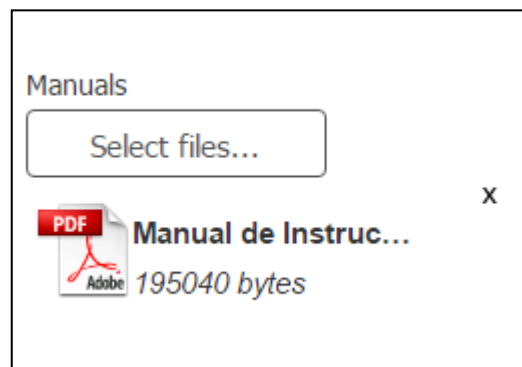 Manuals
Select files...
x
PDF
Manual de Instruc...
Adobe
195040 bytes